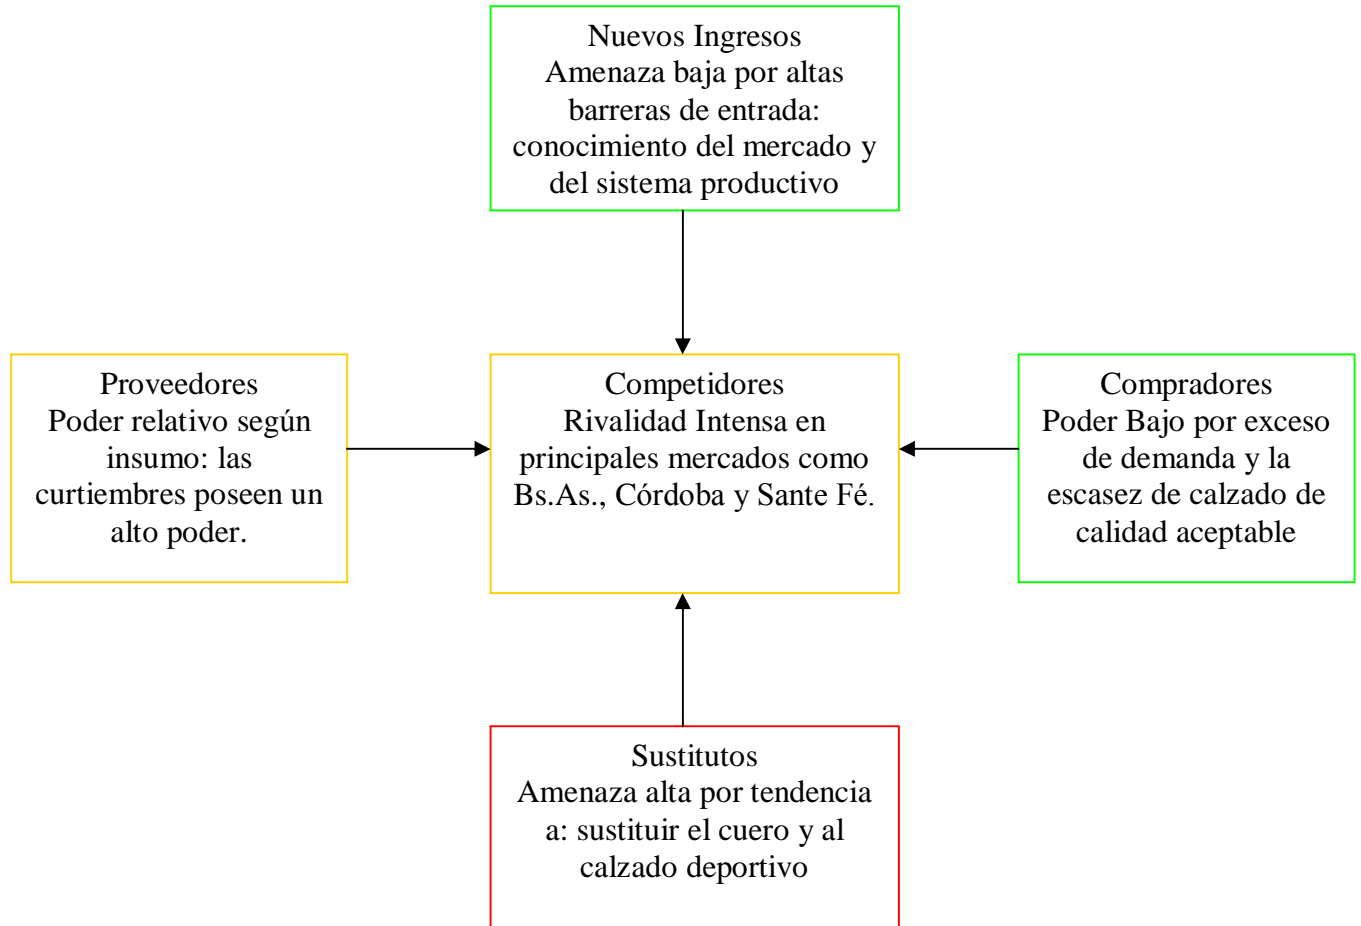 Nuevos Ingresos
Amenaza baja por altas
barreras de entrada:
conocimiento del mercado y
del sistema productivo
Proveedores
Poder relativo según
insumo: las
curtiembres poseen un
alto poder.
Competidores
Rivalidad Intensa en
principales mercados como
Bs.As., Córdoba y Sante Fé.
Compradores
Poder Bajo por exceso
de demanda y la
escasez de calzado de
calidad aceptable
Sustitutos
Amenaza alta por tendencia
a: sustituir el cuero y al
calzado deportivo